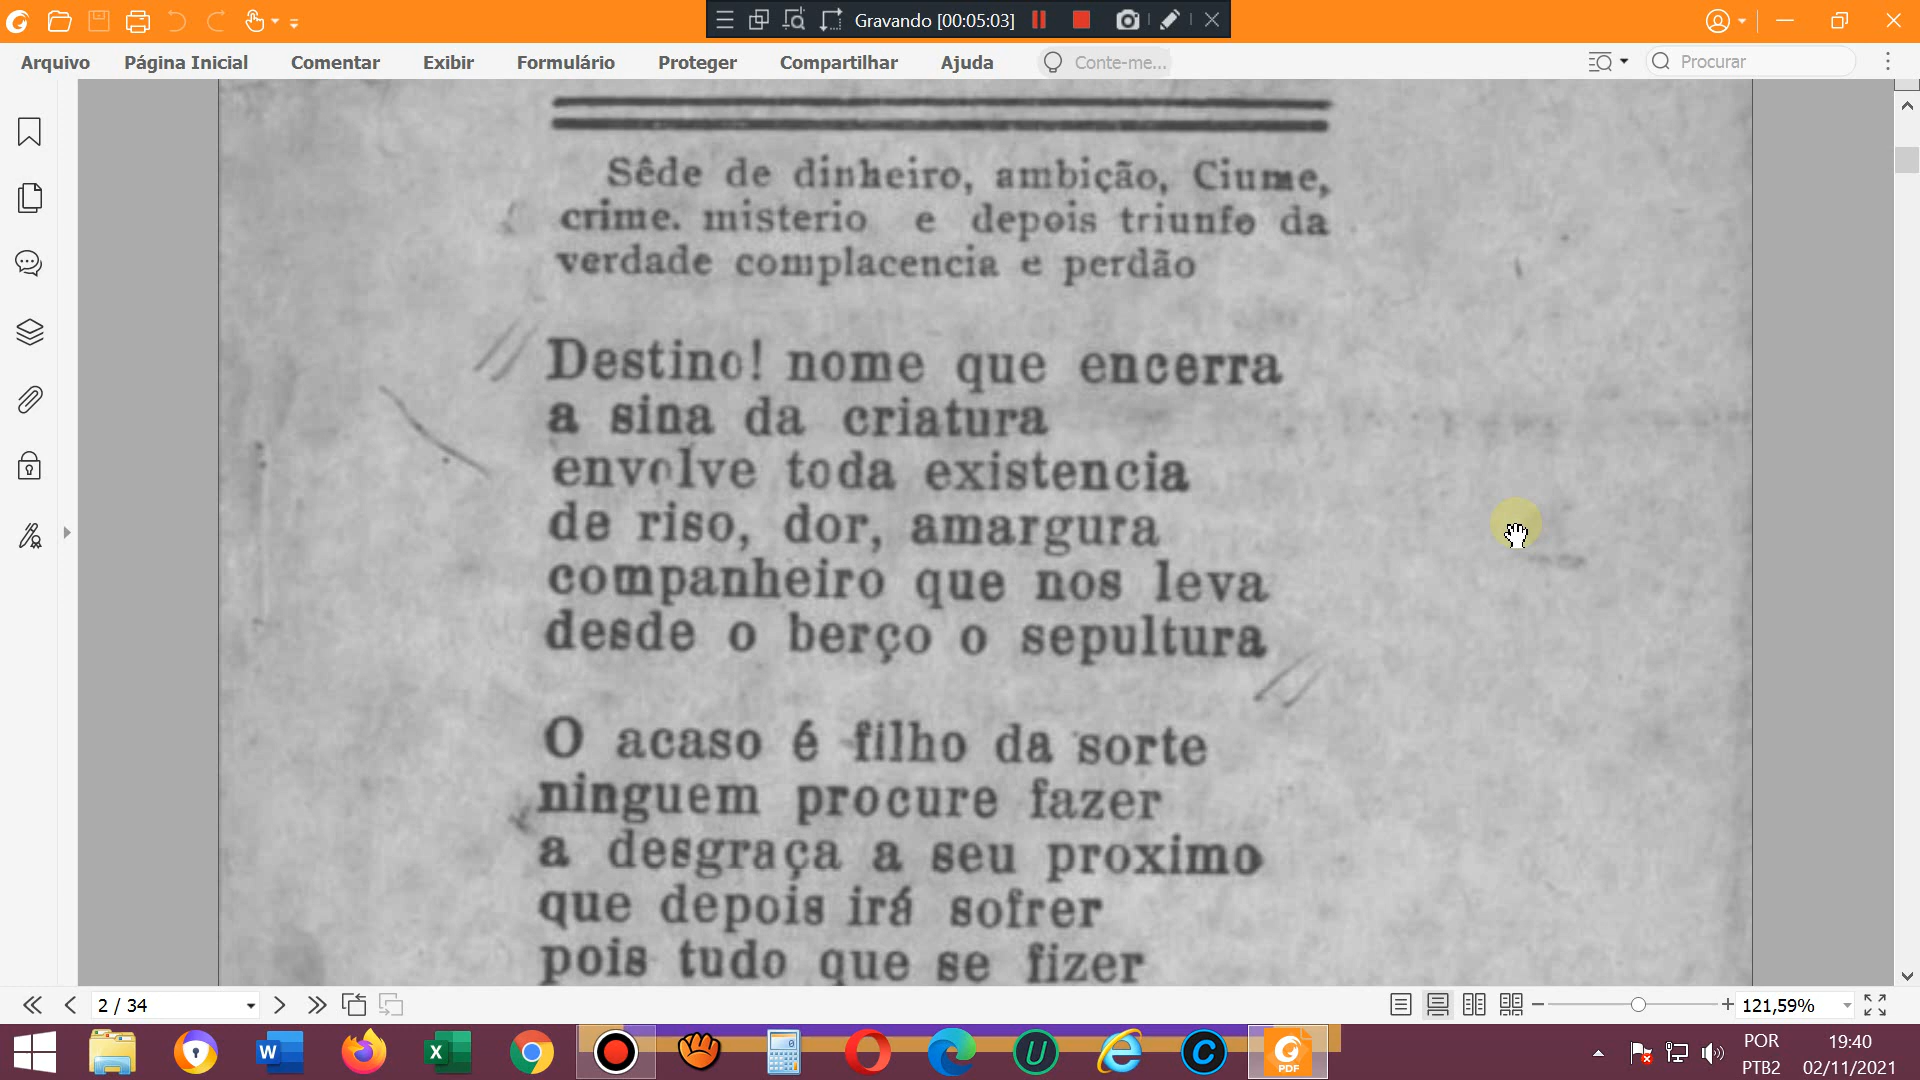 Gravando [00:05:03]
Arquivo Página Inicial Comentar Exibir Formulário Proteger Compartilhar Ajuda Conte-me... Procurar
Sêde de dinheiro, ambição, Ciume,
crime. misterio e depois triunfo da
verdade complacencia e perdão
Destino! nome que encerra
a sina da criatura
envolve toda existencia
de riso, dor, amargura
companheiro que nos leva
desde o berço o sepultura
O acaso é filho da sorte
ninguem procure fazer
a desgraça a seu proximo
que depois irá sofrer
pois tudo que se fizer
2 / 34
121,59%
POR
PTB2
19:40
02/11/2021
PDF